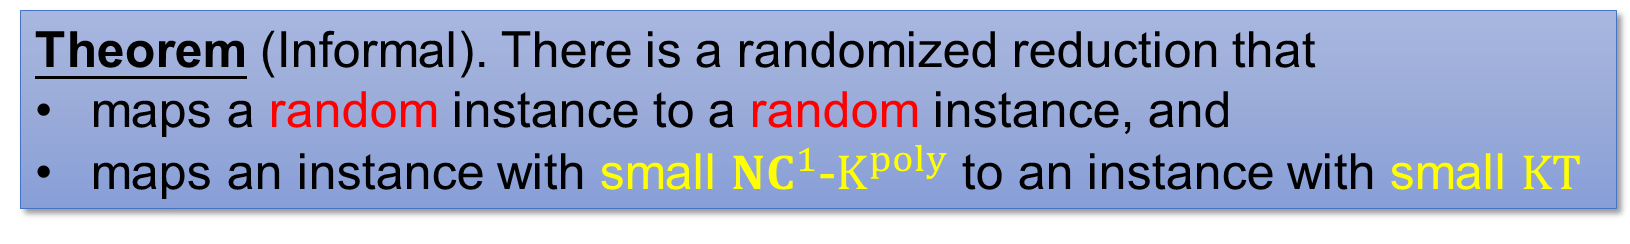 Theorem (Informal). There is a randomized reduction that
• maps a random instance to a random instance, and
• maps an instance with small NC¹-Kᵖᵒˡʸ to an instance with small KT